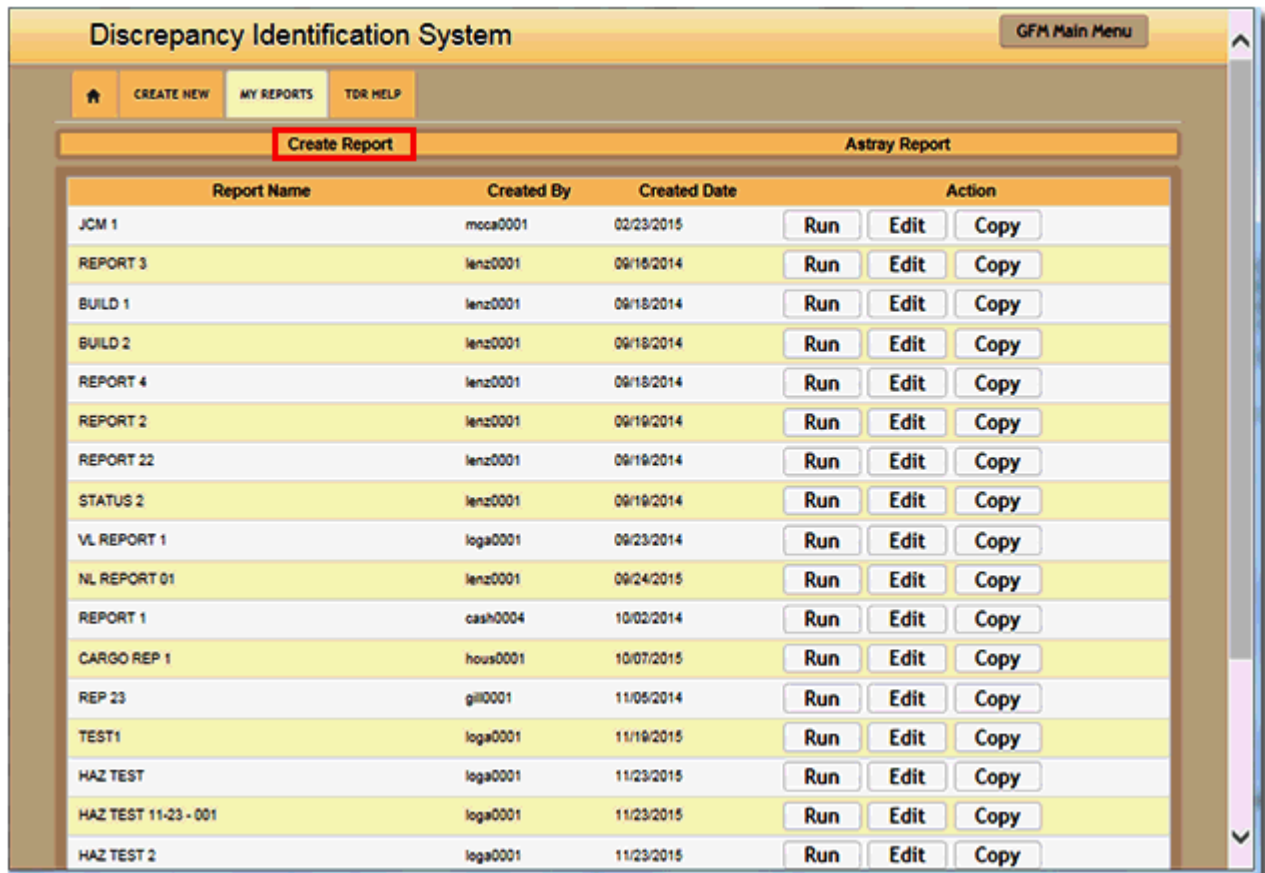 Discrepancy Identification System GFM Main Menu
CREATE NEW MY REPORTS TDR HELP
Create Report Astray Report
Report Name Created By Created Date Action
JCM 1 mcca0001 02/23/2015 Run Edit Copy
REPORT 3 lenz0001 09/16/2014 Run Edit Copy
BUILD 1 lenz0001 09/18/2014 Run Edit Copy
BUILD 2 lenz0001 09/18/2014 Run Edit Copy
REPORT 4 lenz0001 09/18/2014 Run Edit Copy
REPORT 2 lenz0001 09/19/2014 Run Edit Copy
REPORT 22 lenz0001 09/19/2014 Run Edit Copy
STATUS 2 lenz0001 09/19/2014 Run Edit Copy
VL REPORT 1 loga0001 09/23/2014 Run Edit Copy
NL REPORT 01 lenz0001 09/24/2015 Run Edit Copy
REPORT 1 cash0004 10/02/2014 Run Edit Copy
CARGO REP 1 hous0001 10/07/2015 Run Edit Copy
REP 23 gill0001 11/05/2014 Run Edit Copy
TEST1 loga0001 11/19/2015 Run Edit Copy
HAZ TEST loga0001 11/23/2015 Run Edit Copy
HAZ TEST 11-23 - 001 loga0001 11/23/2015 Run Edit Copy
HAZ TEST 2 loga0001 11/23/2015 Run Edit Copy